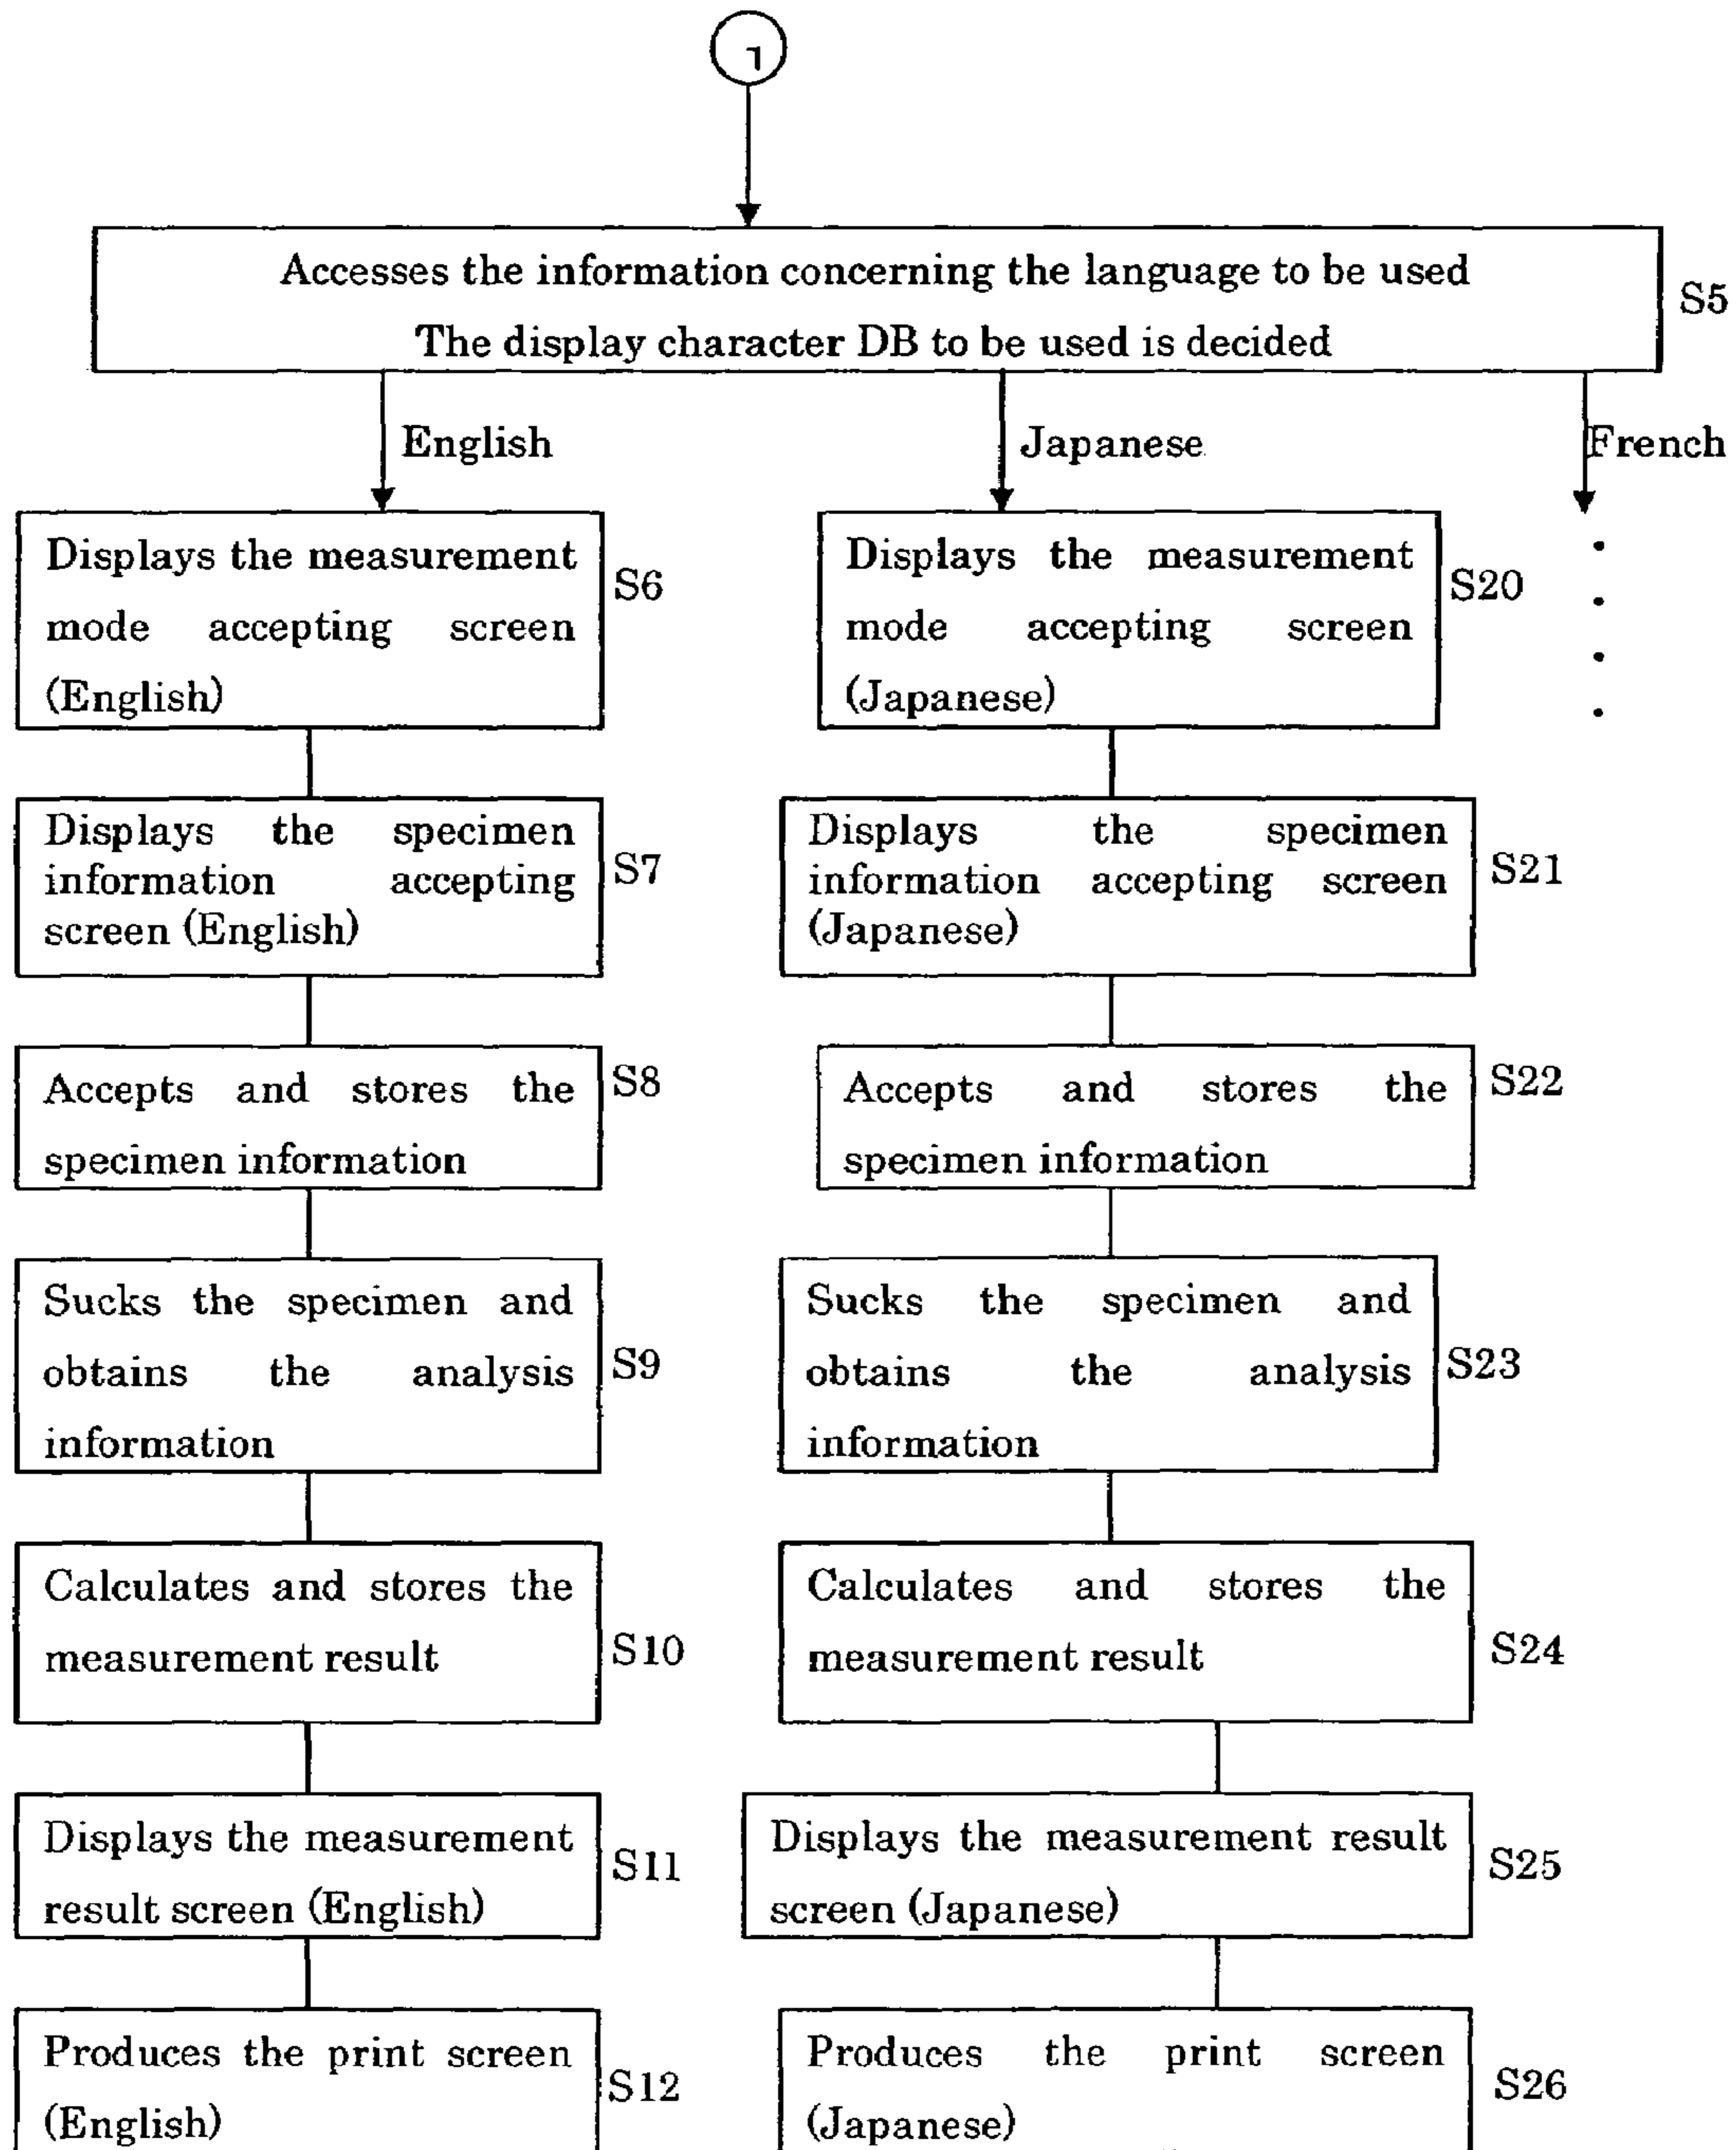 1
Accesses the information concerning the language to be used
The display character DB to be used is decided
S5
English
Japanese
French
Displays the measurement
mode accepting screen
(English)
S6
Displays the measurement
mode accepting screen
(Japanese)
S20
Displays the specimen
information accepting
screen (English)
S7
Displays the specimen
information accepting screen
(Japanese)
S21
Accepts and stores the
specimen information
S8
Accepts and stores the
specimen information
S22
Sucks the specimen and
obtains the analysis
information
S9
Sucks the specimen and
obtains the analysis
information
S23
Calculates and stores the
measurement result
S10
Calculates and stores the
measurement result
S24
Displays the measurement
result screen (English)
S11
Displays the measurement result
screen (Japanese)
S25
Produces the print screen
(English)
S12
Produces the print screen
(Japanese)
S26